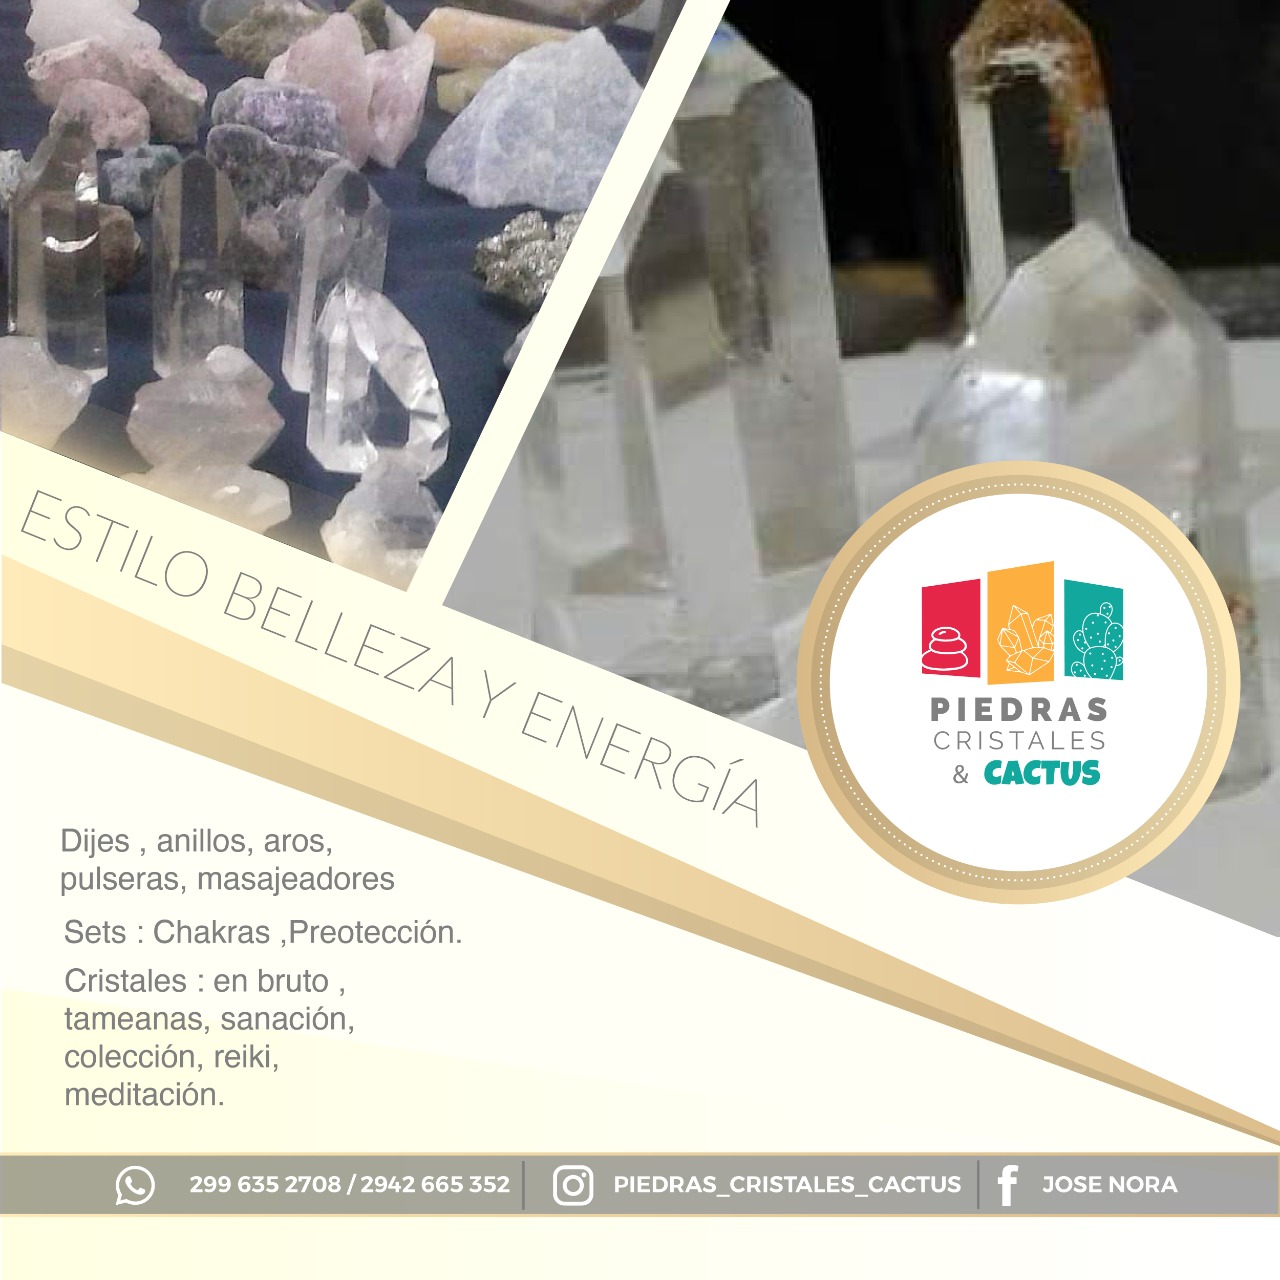 ESTILO BELLEZA Y ENERGÍA
PIEDRAS
CRISTALES
& CACTUS
Dijes , anillos, aros,
pulseras, masajeadores
Sets : Chakras ,Preotección.
Cristales : en bruto ,
tameanas, sanación,
colección, reiki,
meditación.
299 635 2708 / 2942 665 352
PIEDRAS_CRISTALES_CACTUS
JOSE NORA